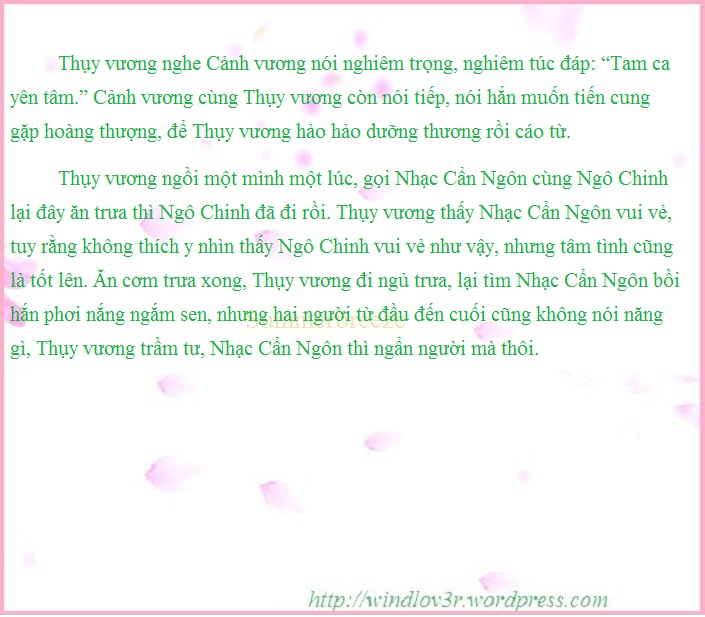 Thụy vương nghe Cảnh vương nói nghiêm trọng, nghiêm túc đáp: “Tam ca
yên tâm.” Cảnh vương cùng Thụy vương còn nói tiếp, nói hắn muốn tiến cung
gặp hoàng thượng, để Thụy vương hảo hảo dưỡng thương rồi cáo từ.
Thụy vương ngồi một mình một lúc, gọi Nhạc Cẩn Ngôn cùng Ngô Chinh
lại đây ăn trưa thì Ngô Chinh đã đi rồi. Thụy vương thấy Nhạc Cẩn Ngôn vui vẻ,
tuy rằng không thích y nhìn thấy Ngô Chinh vui vẻ như vậy, nhưng tâm tình cũng
là tốt lên. Ăn cơm trưa xong, Thụy vương đi ngủ trưa, lại tìm Nhạc Cẩn Ngôn bồi
hắn phơi nắng ngắm sen, nhưng hai người từ đầu đến cuối cũng không nói năng
Summerbreeze
gì, Thụy vương trầm tư, Nhạc Cẩn Ngôn thì ngẩn người mà thôi.
http://windlov3r.wordpress.com